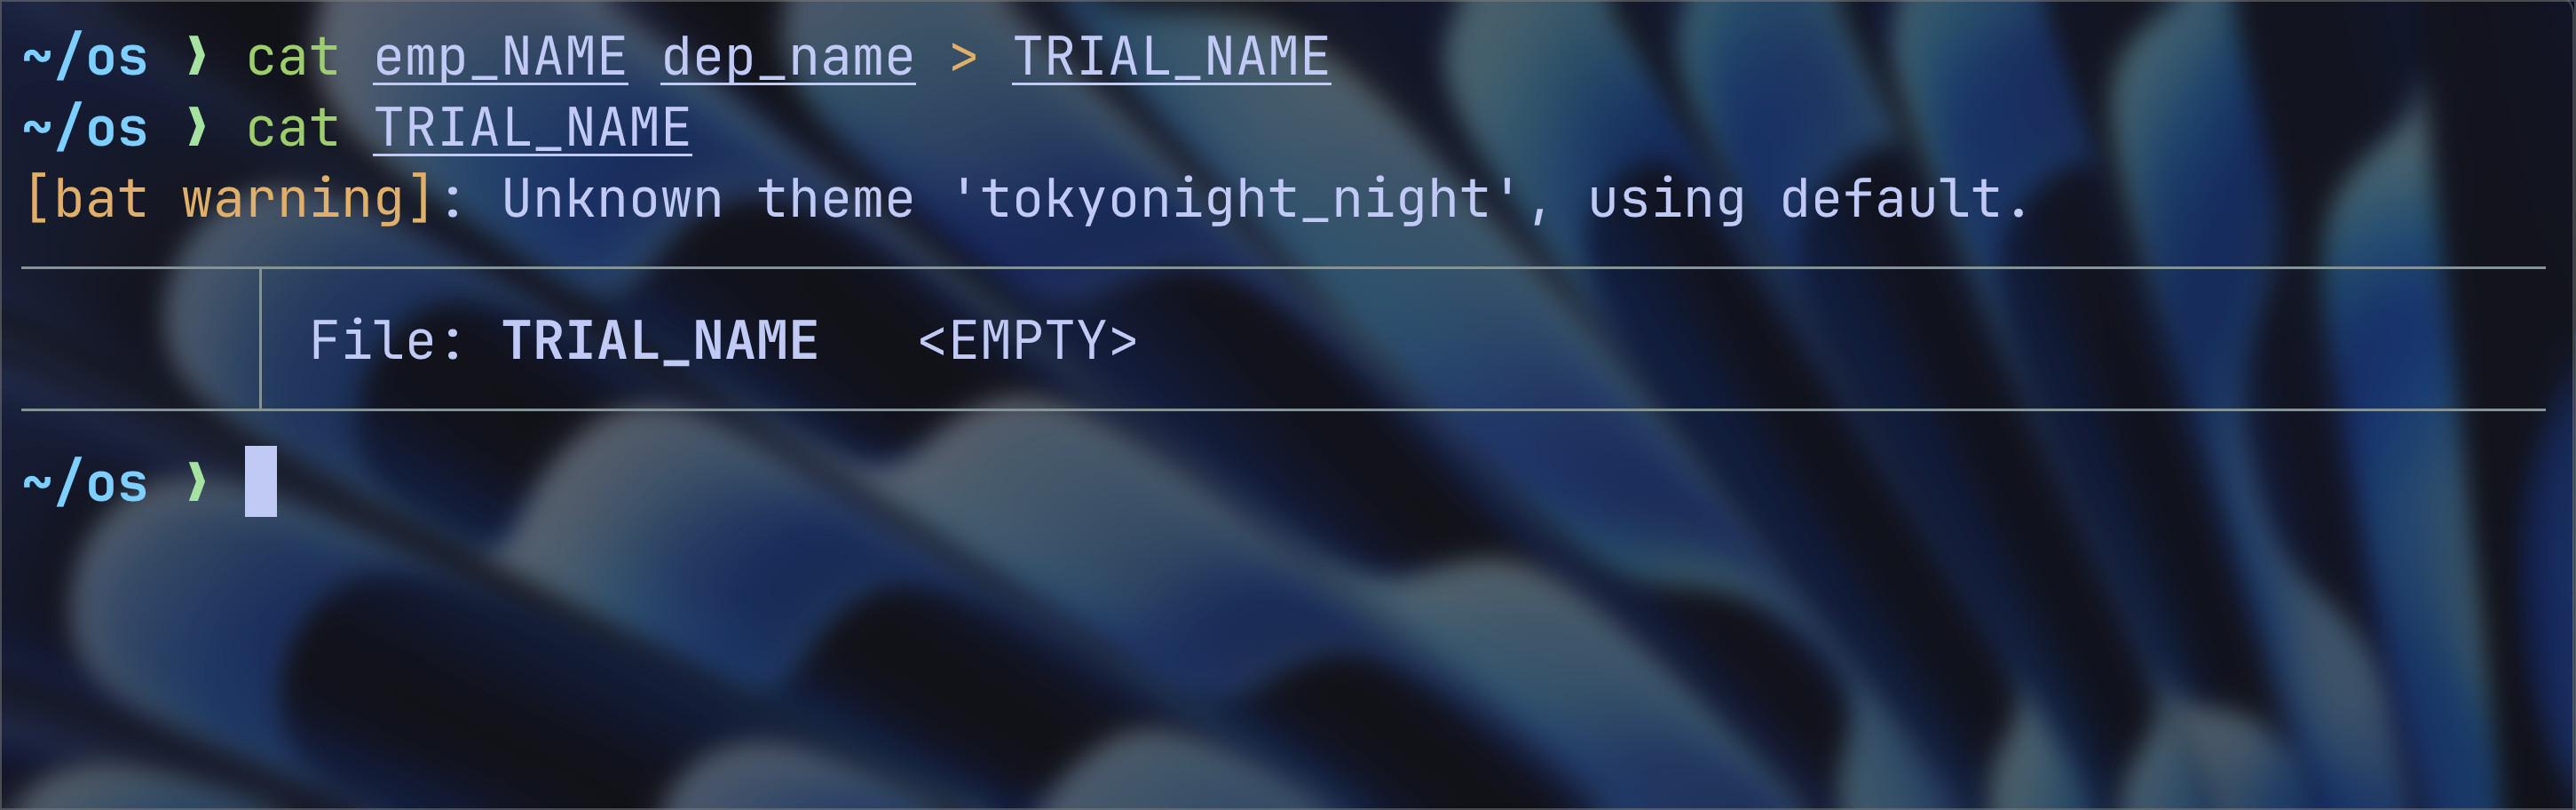 ~/os ❯ cat emp_NAME dep_name > TRIAL_NAME
~/os ❯ cat TRIAL_NAME
[bat warning]: Unknown theme 'tokyonight_night', using default.
File: TRIAL_NAME   <EMPTY>
~/os ❯